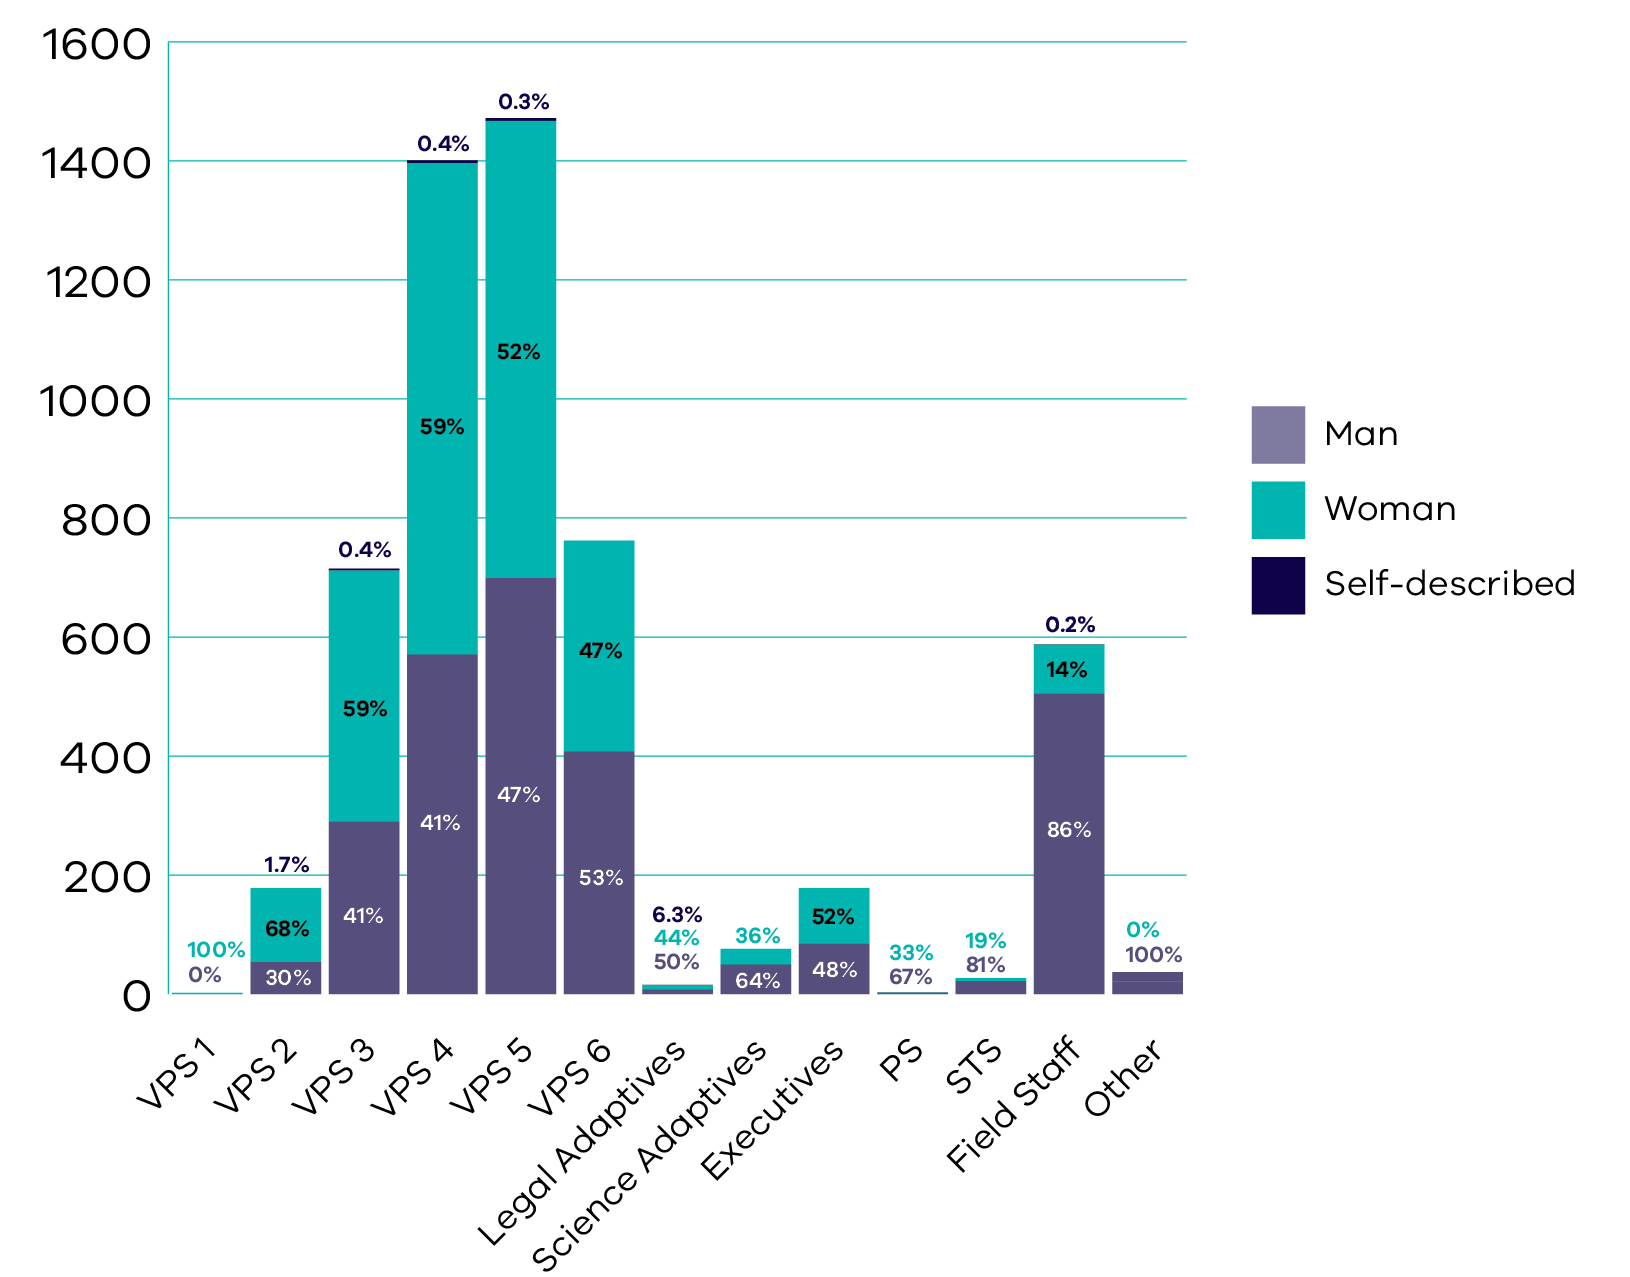 1600
1400
1200
1000
800
600
400
200
0
100%
0%
1.7%
68%
30%
0.4%
59%
41%
0.4%
59%
41%
0.3%
52%
47%
47%
53%
6.3%
44%
50%
36%
64%
52%
48%
33%
67%
19%
81%
0.2%
14%
86%
0%
100%
VPS 1
VPS 2
VPS 3
VPS 4
VPS 5
VPS 6
Legal Adaptives
Science Adaptives
Executives
PS
STS
Field Staff
Other
Man
Woman
Self-described